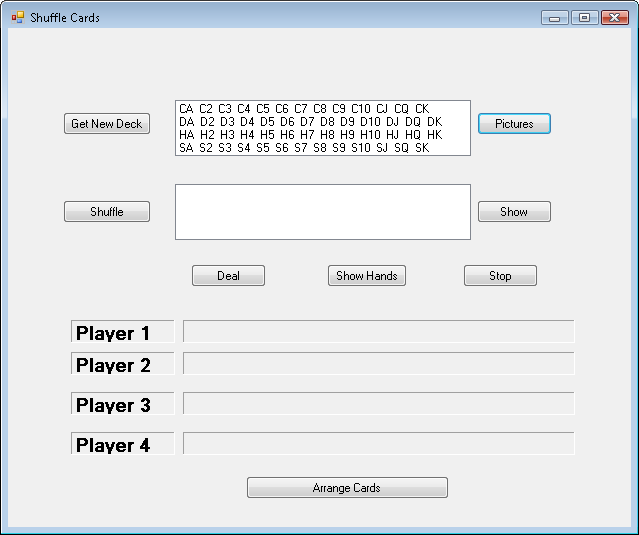 Shuffle Cards
Get New Deck
CA C2 C3 C4 C5 C6 C7 C8 C9 C10 CJ CQ CK
DA D2 D3 D4 D5 D6 D7 D8 D9 D10 DJ DQ DK
HA H2 H3 H4 H5 H6 H7 H8 H9 H10 HJ HQ HK
SA S2 S3 S4 S5 S6 S7 S8 S9 S10 SJ SQ SK
Pictures
Shuffle
Show
Deal
Show Hands
Stop
Player 1
Player 2
Player 3
Player 4
Arrange Cards